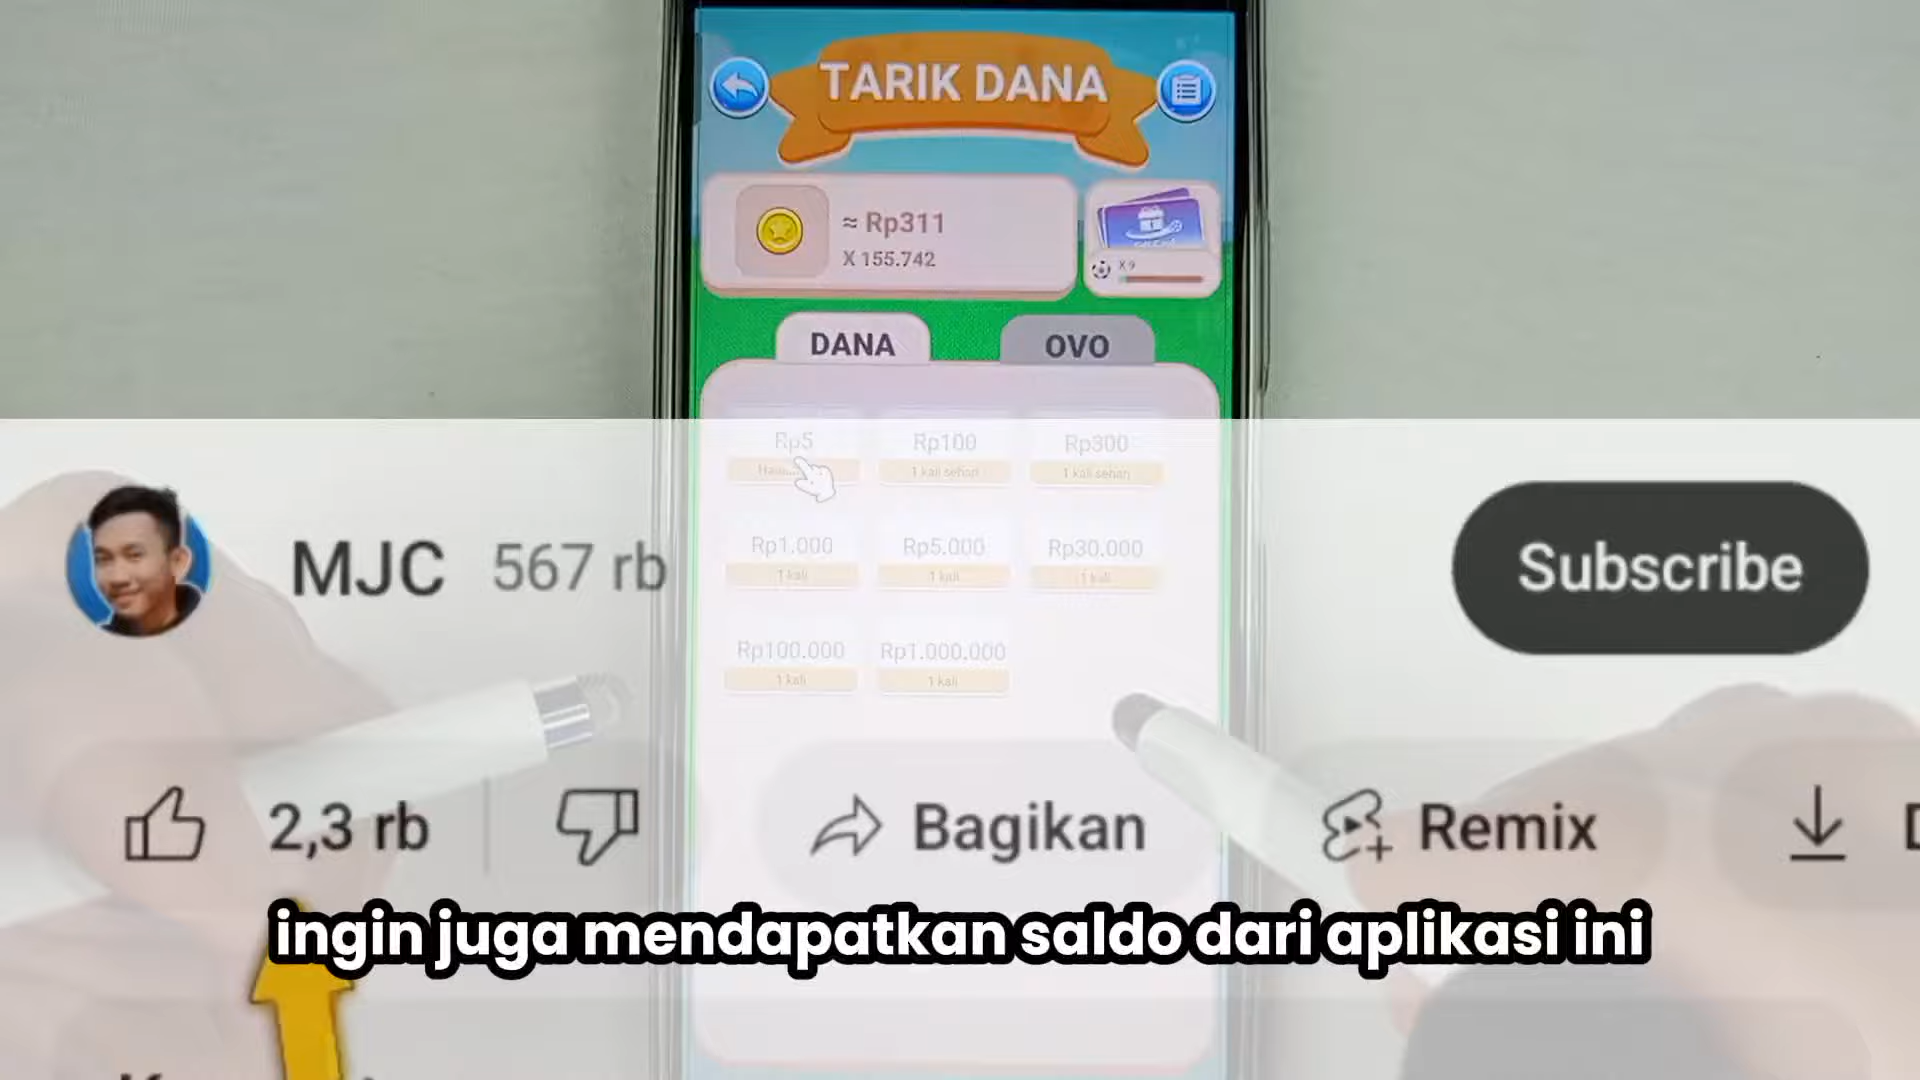 TARIK DANA
≈ Rp311
X 155.742
X9
DANA
OVO
Rp5
Rp100
Rp300
1 kali sehari
1 kali sehari
MJC 567 rb
Subscribe
Rp1.000
Rp5.000
Rp30.000
1 kali
1 kali
1 kali
Rp100.000
Rp1.000.000
1 kali
1 kali
2,3 rb
Bagikan
Remix
ingin juga mendapatkan saldo dari aplikasi ini